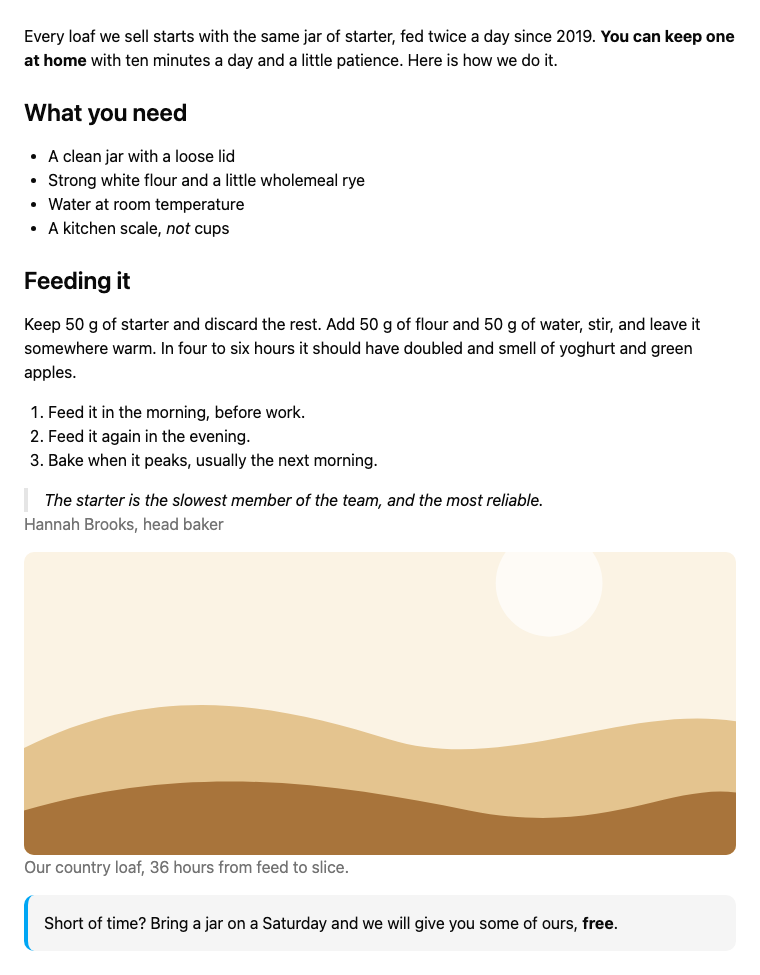 Every loaf we sell starts with the same jar of starter, fed twice a day since 2019. You can keep one
at home with ten minutes a day and a little patience. Here is how we do it.
What you need
• A clean jar with a loose lid
• Strong white flour and a little wholemeal rye
• Water at room temperature
• A kitchen scale, not cups
Feeding it
Keep 50 g of starter and discard the rest. Add 50 g of flour and 50 g of water, stir, and leave it
somewhere warm. In four to six hours it should have doubled and smell of yoghurt and green
apples.
1. Feed it in the morning, before work.
2. Feed it again in the evening.
3. Bake when it peaks, usually the next morning.
The starter is the slowest member of the team, and the most reliable.
Hannah Brooks, head baker
Our country loaf, 36 hours from feed to slice.
Short of time? Bring a jar on a Saturday and we will give you some of ours, free.